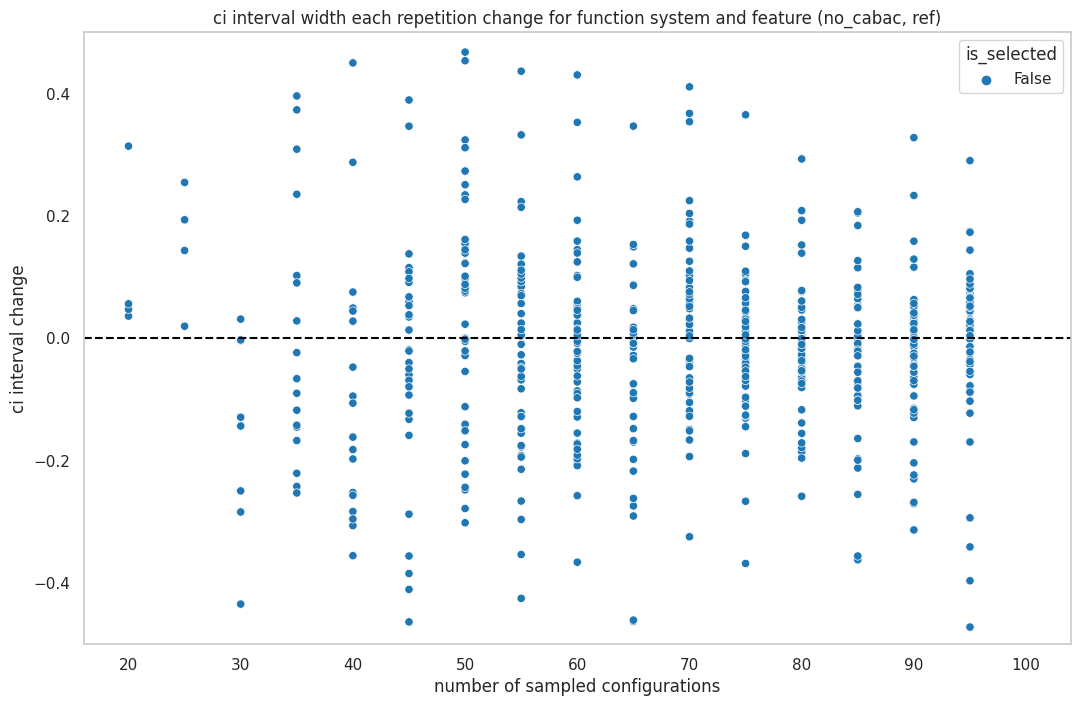 ci interval width each repetition change for function system and feature (no_cabac, ref)
is_selected
False
ci interval change
0.4
0.2
0.0
−0.2
−0.4
20 30 40 50 60 70 80 90 100
number of sampled configurations